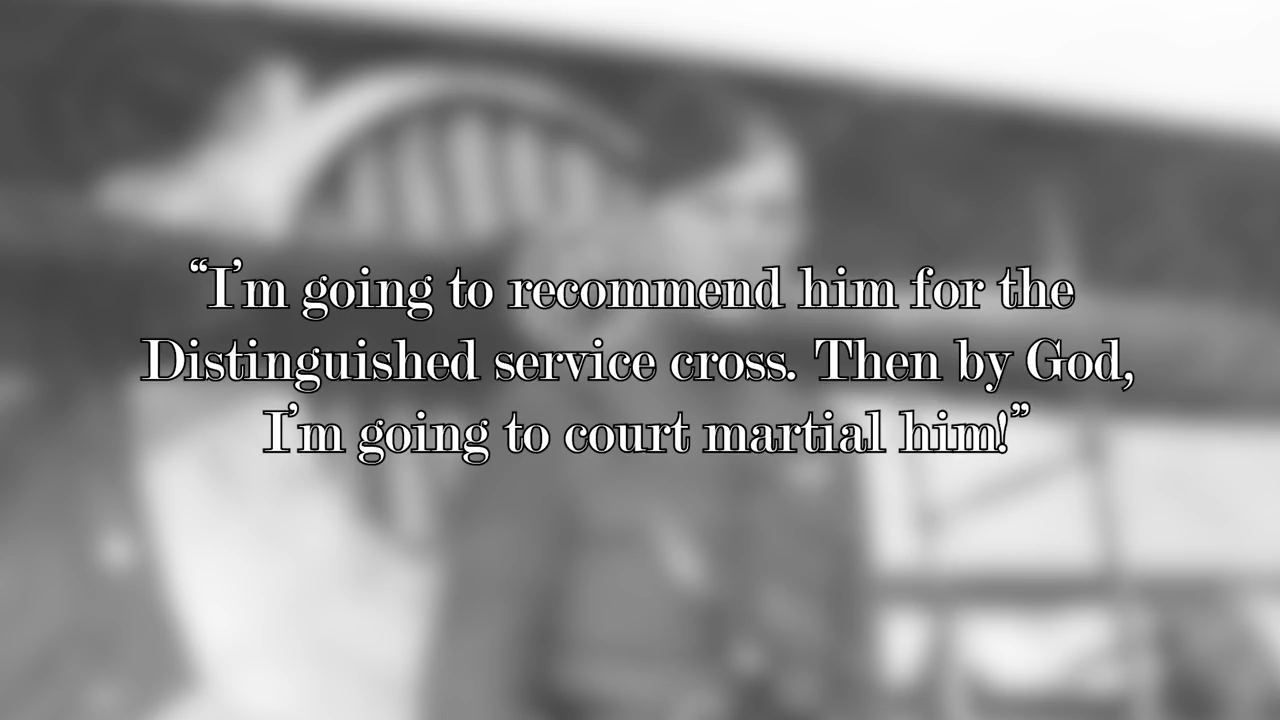 “I’m going to recommend him for the
Distinguished service cross. Then by God,
I’m going to court martial him!”